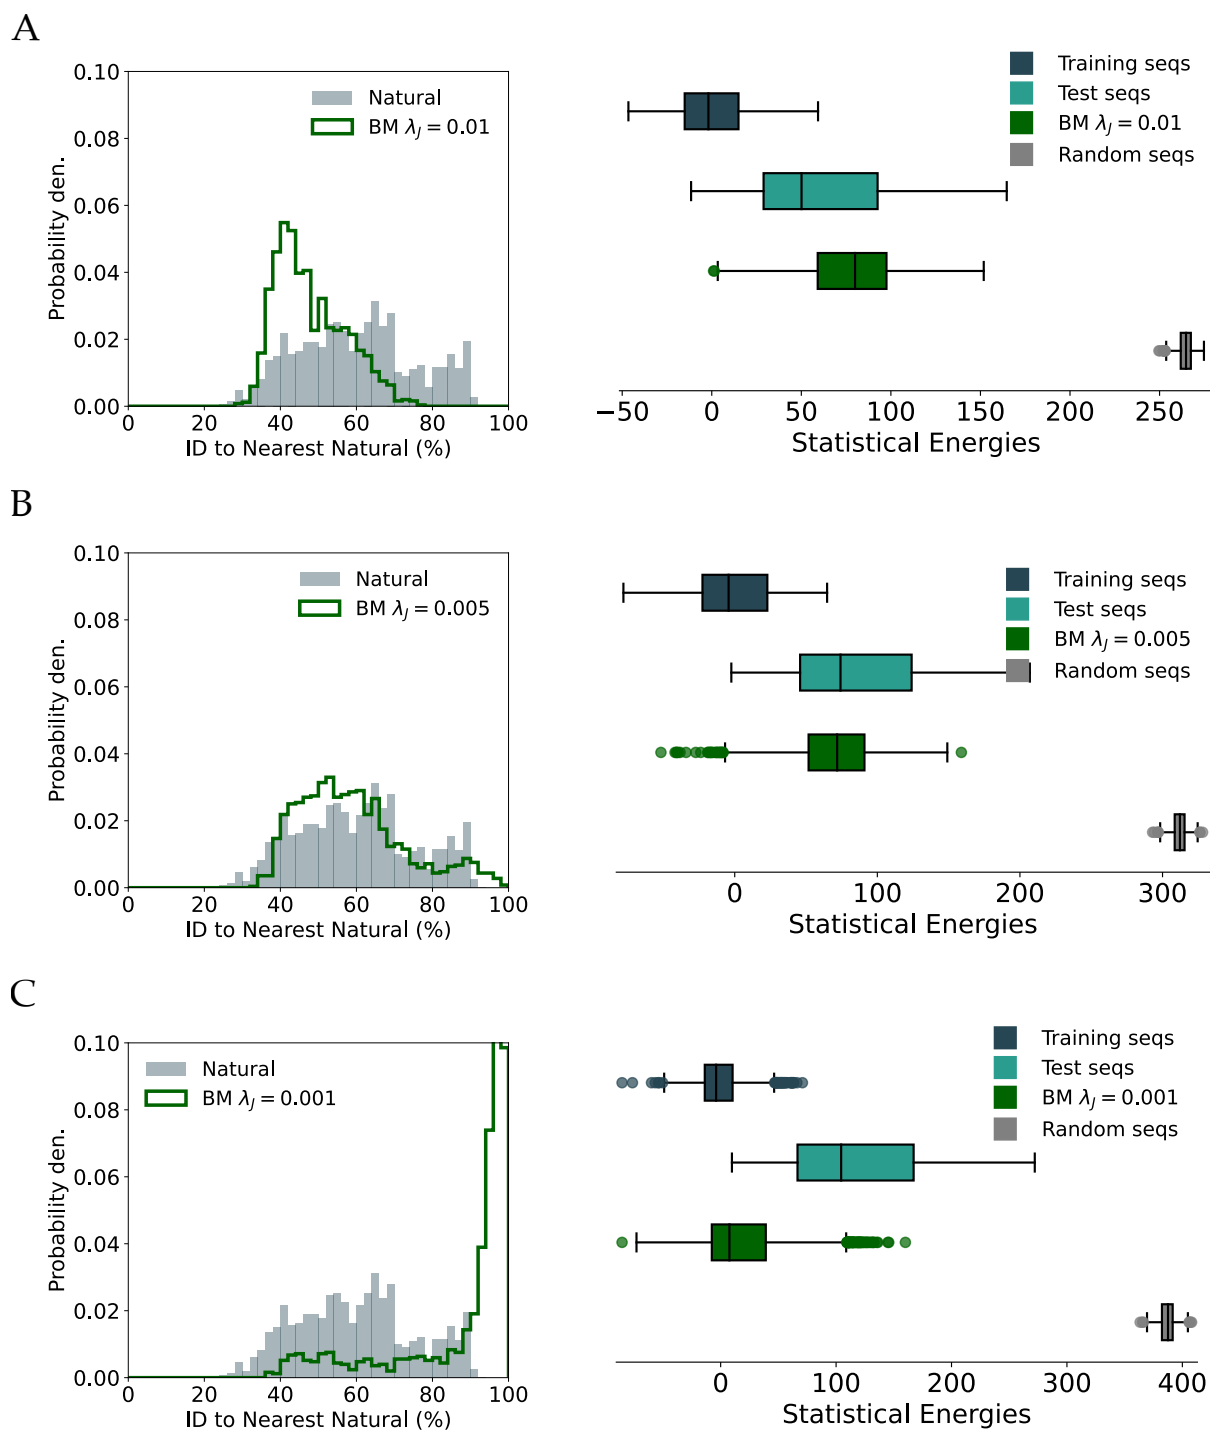 A
0.10
0.08
0.06
0.04
0.02
0.00
Probability den.
Natural
BM λJ = 0.01
0 20 40 60 80 100
ID to Nearest Natural (%)
Training seqs
Test seqs
BM λJ = 0.01
Random seqs
−50 0 50 100 150 200 250
Statistical Energies
B
0.10
0.08
0.06
0.04
0.02
0.00
Probability den.
Natural
BM λJ = 0.005
0 20 40 60 80 100
ID to Nearest Natural (%)
Training seqs
Test seqs
BM λJ = 0.005
Random seqs
0 100 200 300
Statistical Energies
C
0.10
0.08
0.06
0.04
0.02
0.00
Probability den.
Natural
BM λJ = 0.001
0 20 40 60 80 100
ID to Nearest Natural (%)
Training seqs
Test seqs
BM λJ = 0.001
Random seqs
0 100 200 300 400
Statistical Energies